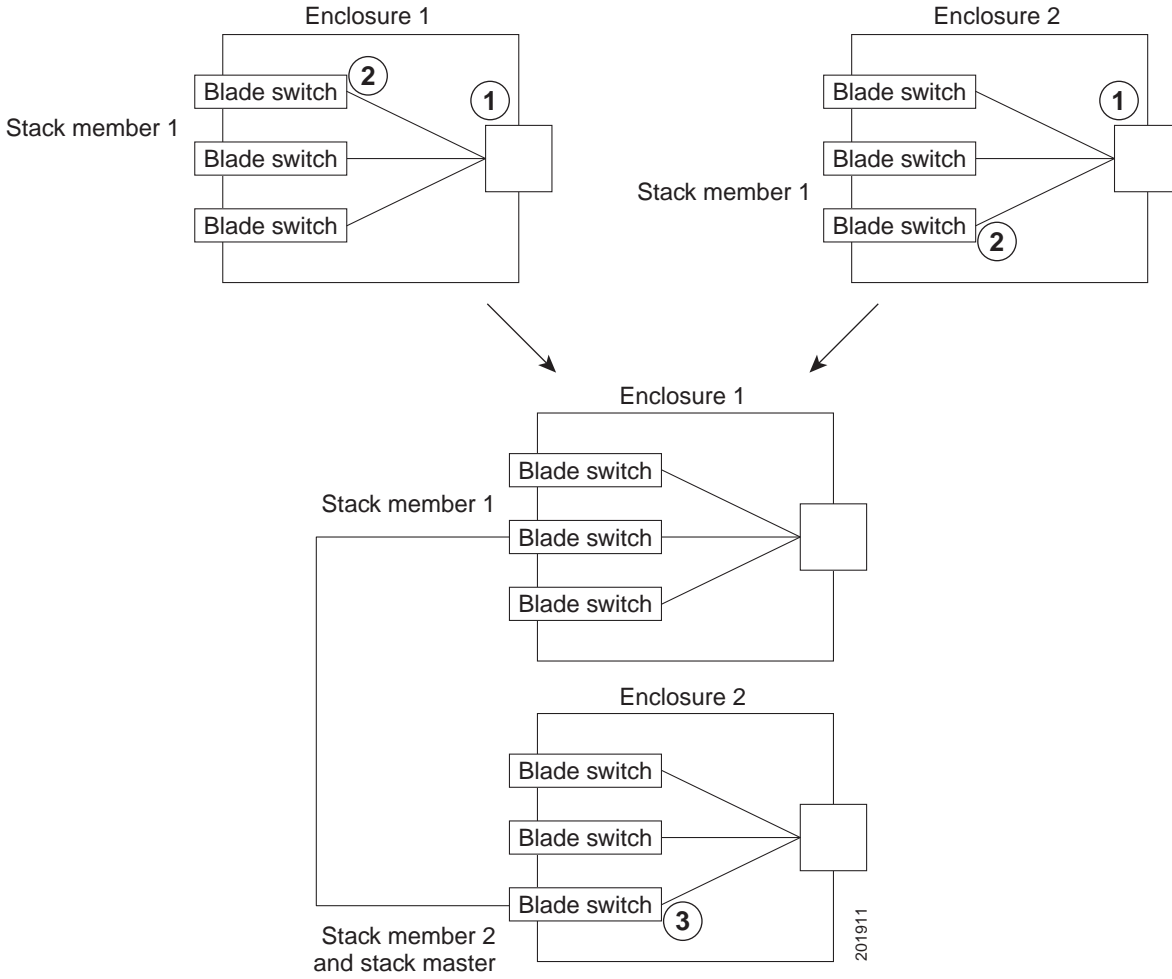 Enclosure 1
Enclosure 2
2
Blade switch
1
Blade switch
1
Stack member 1
Blade switch
Blade switch
Stack member 1
Blade switch
Blade switch
2
Enclosure 1
Blade switch
Stack member 1
Blade switch
Blade switch
Enclosure 2
Blade switch
Blade switch
Blade switch
3
Stack member 2
and stack master
201911